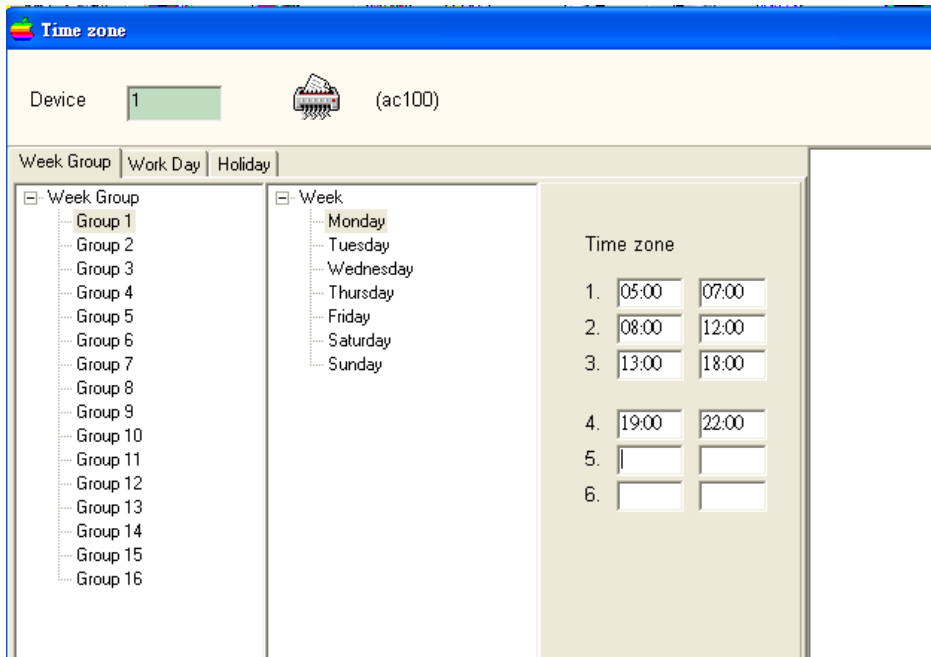 Time zone
Device 1 (ac100)
Week Group Work Day Holiday
Week Group
Group 1
Group 2
Group 3
Group 4
Group 5
Group 6
Group 7
Group 8
Group 9
Group 10
Group 11
Group 12
Group 13
Group 14
Group 15
Group 16
Week
Monday
Tuesday
Wednesday
Thursday
Friday
Saturday
Sunday
Time zone
1. 05:00 07:00
2. 08:00 12:00
3. 13:00 18:00
4. 19:00 22:00
5.
6.